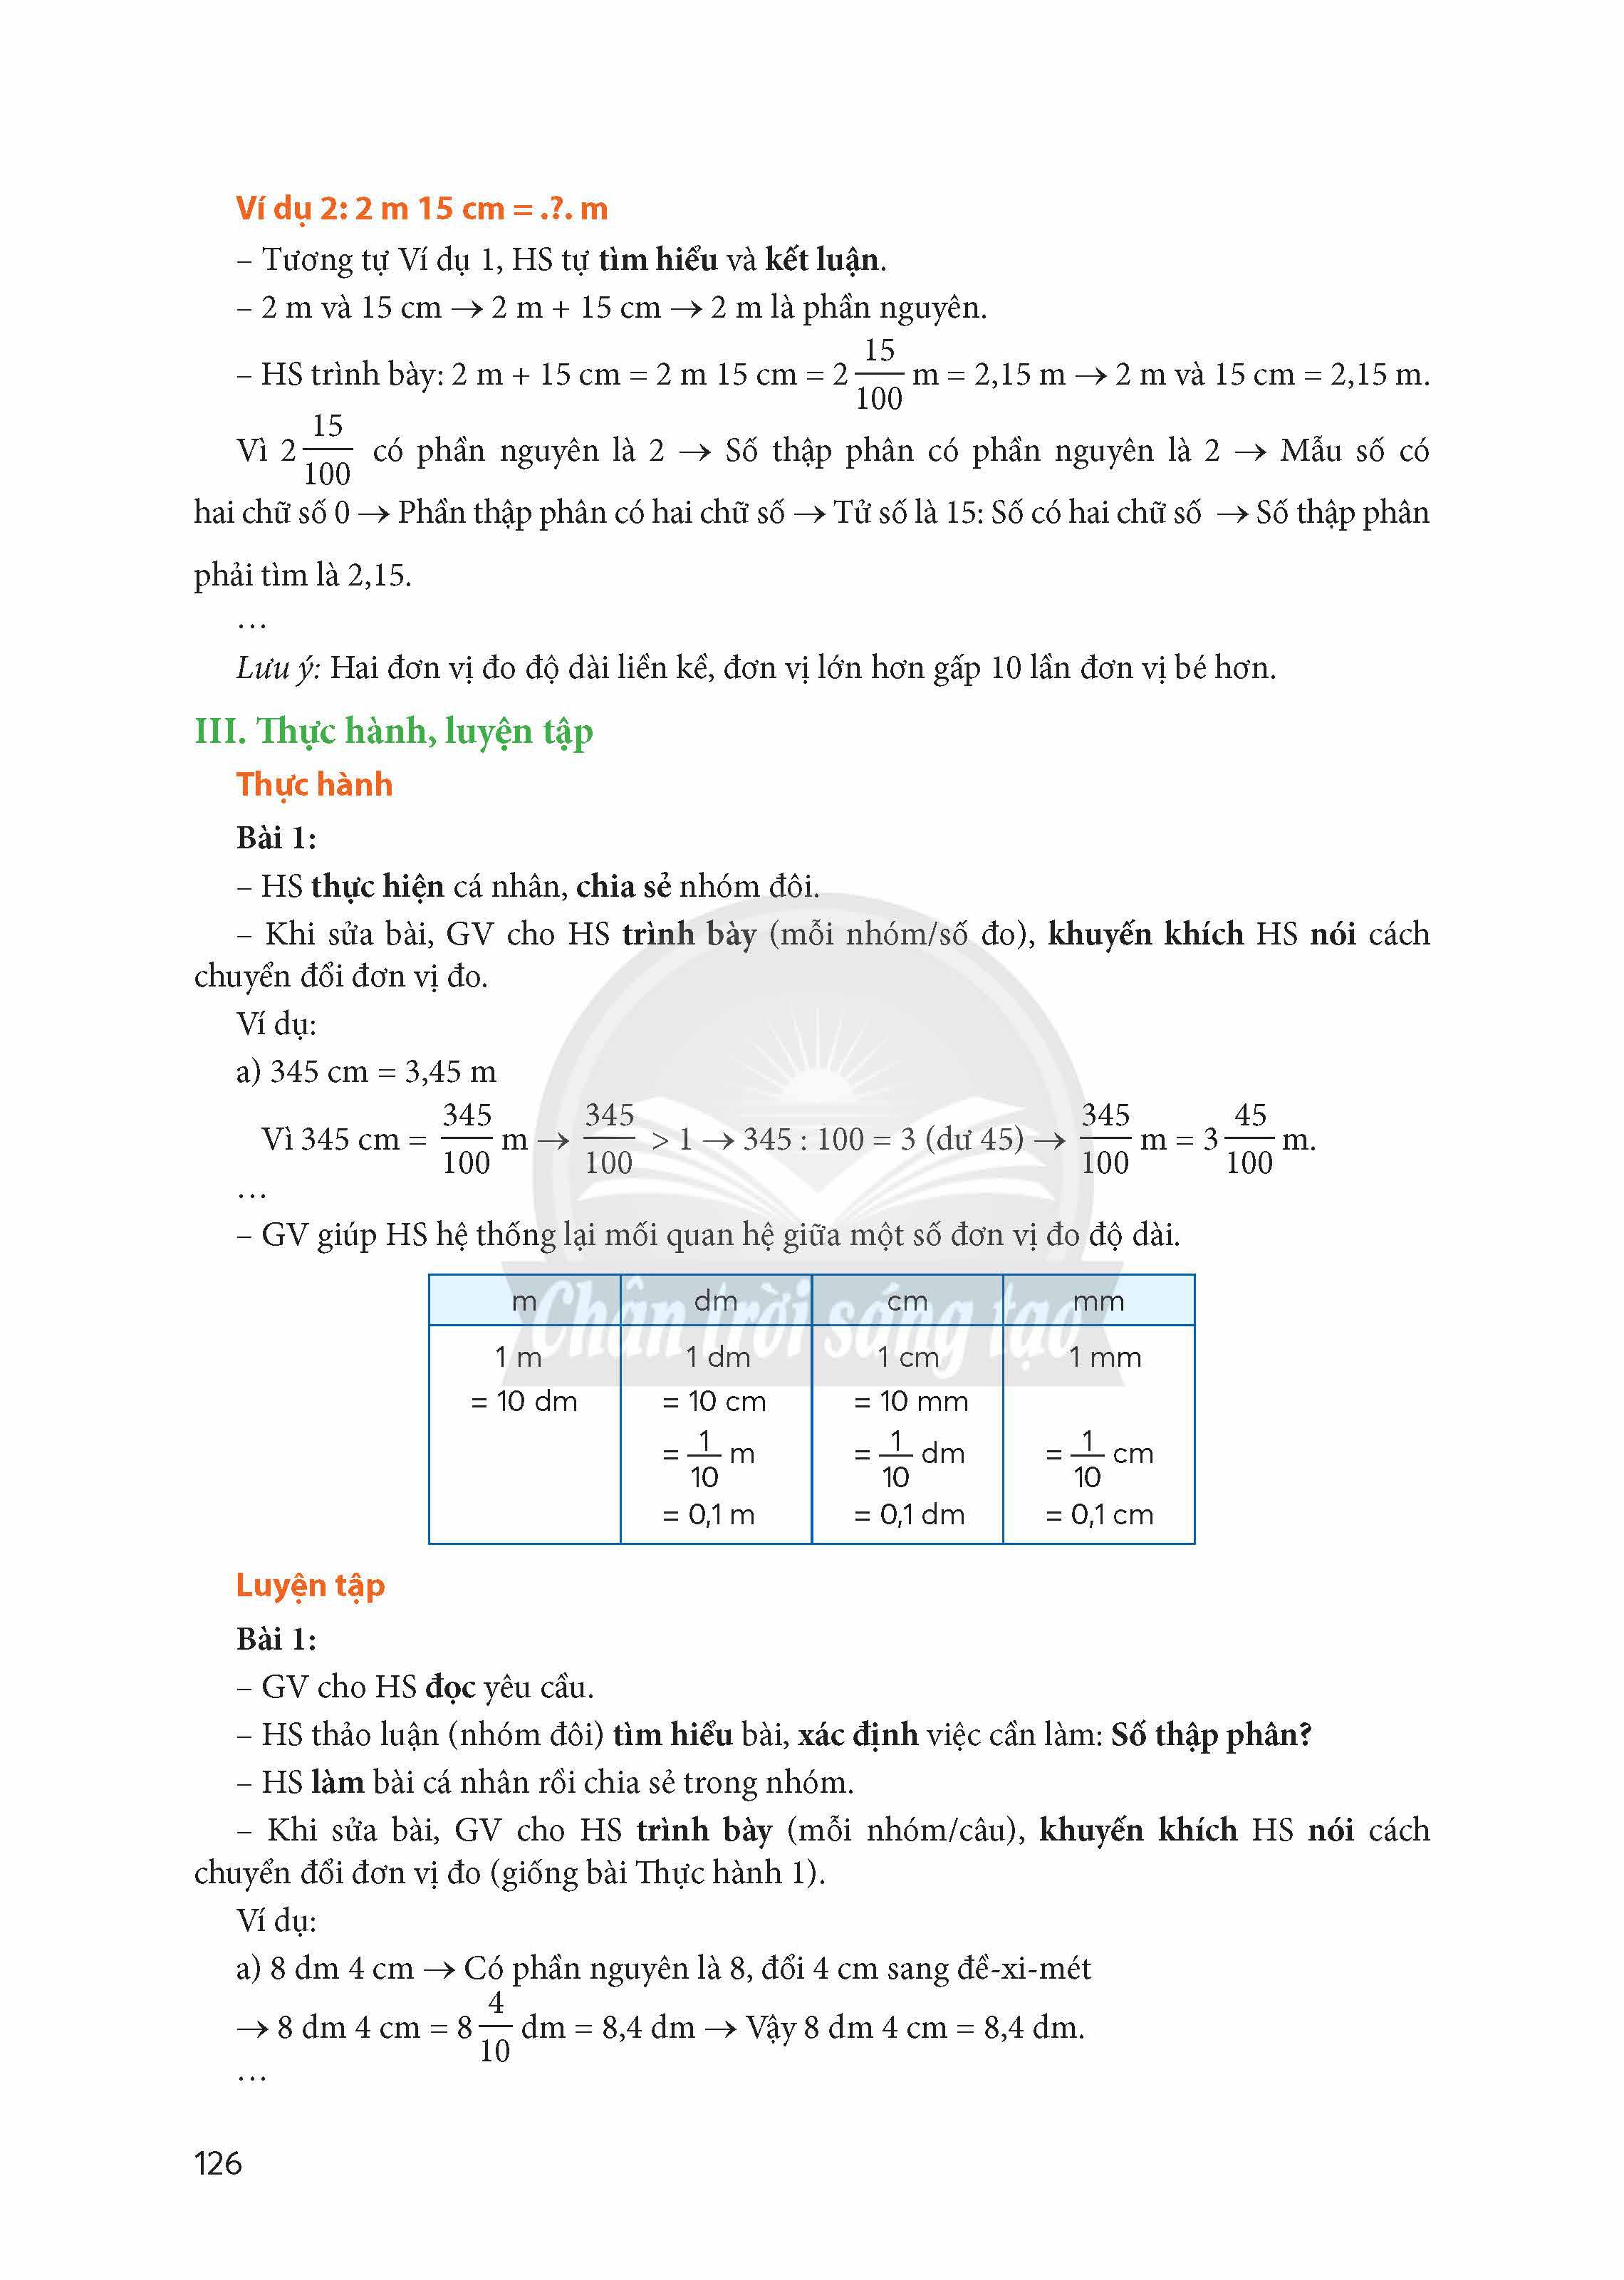 Ví dụ 2: 2 m 15 cm = .?. m
– Tương tự Ví dụ 1, HS tự tìm hiểu và kết luận.
– 2 m và 15 cm → 2 m + 15 cm → 2 m là phần nguyên.
– HS trình bày: 2 m + 15 cm = 2 m 15 cm = 2 15/100 m = 2,15 m → 2 m và 15 cm = 2,15 m.
Vì 2 15/100 có phần nguyên là 2 → Số thập phân có phần nguyên là 2 → Mẫu số có
hai chữ số 0 → Phần thập phân có hai chữ số → Tử số là 15: Số có hai chữ số → Số thập phân
phải tìm là 2,15.
…
Lưu ý: Hai đơn vị đo độ dài liền kề, đơn vị lớn hơn gấp 10 lần đơn vị bé hơn.
III. Thực hành, luyện tập
Thực hành
Bài 1:
– HS thực hiện cá nhân, chia sẻ nhóm đôi.
– Khi sửa bài, GV cho HS trình bày (mỗi nhóm/số đo), khuyến khích HS nói cách
chuyển đổi đơn vị đo.
Ví dụ:
a) 345 cm = 3,45 m
Vì 345 cm = 345/100 m → 345/100 > 1 → 345 : 100 = 3 (dư 45) → 345/100 m = 3 45/100 m.
…
– GV giúp HS hệ thống lại mối quan hệ giữa một số đơn vị đo độ dài.
m dm cm mm
1 m 1 dm 1 cm 1 mm
= 10 dm = 10 cm = 10 mm
= 1/10 m = 1/10 dm = 1/10 cm
= 0,1 m = 0,1 dm = 0,1 cm
Chân trời sáng tạo
Luyện tập
Bài 1:
– GV cho HS đọc yêu cầu.
– HS thảo luận (nhóm đôi) tìm hiểu bài, xác định việc cần làm: Số thập phân?
– HS làm bài cá nhân rồi chia sẻ trong nhóm.
– Khi sửa bài, GV cho HS trình bày (mỗi nhóm/câu), khuyến khích HS nói cách
chuyển đổi đơn vị đo (giống bài Thực hành 1).
Ví dụ:
a) 8 dm 4 cm → Có phần nguyên là 8, đổi 4 cm sang đề-xi-mét
→ 8 dm 4 cm = 8 4/10 dm = 8,4 dm → Vậy 8 dm 4 cm = 8,4 dm.
…
126